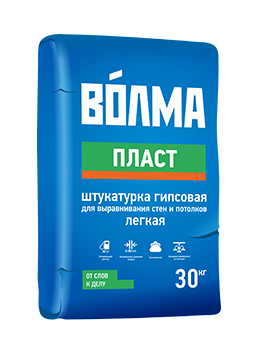 ВОЛМА
ПЛАСТ
штукатурка гипсовая
для выравнивания стен и потолков
легкая
ОТ СЛОВ
К ДЕЛУ
30 кг